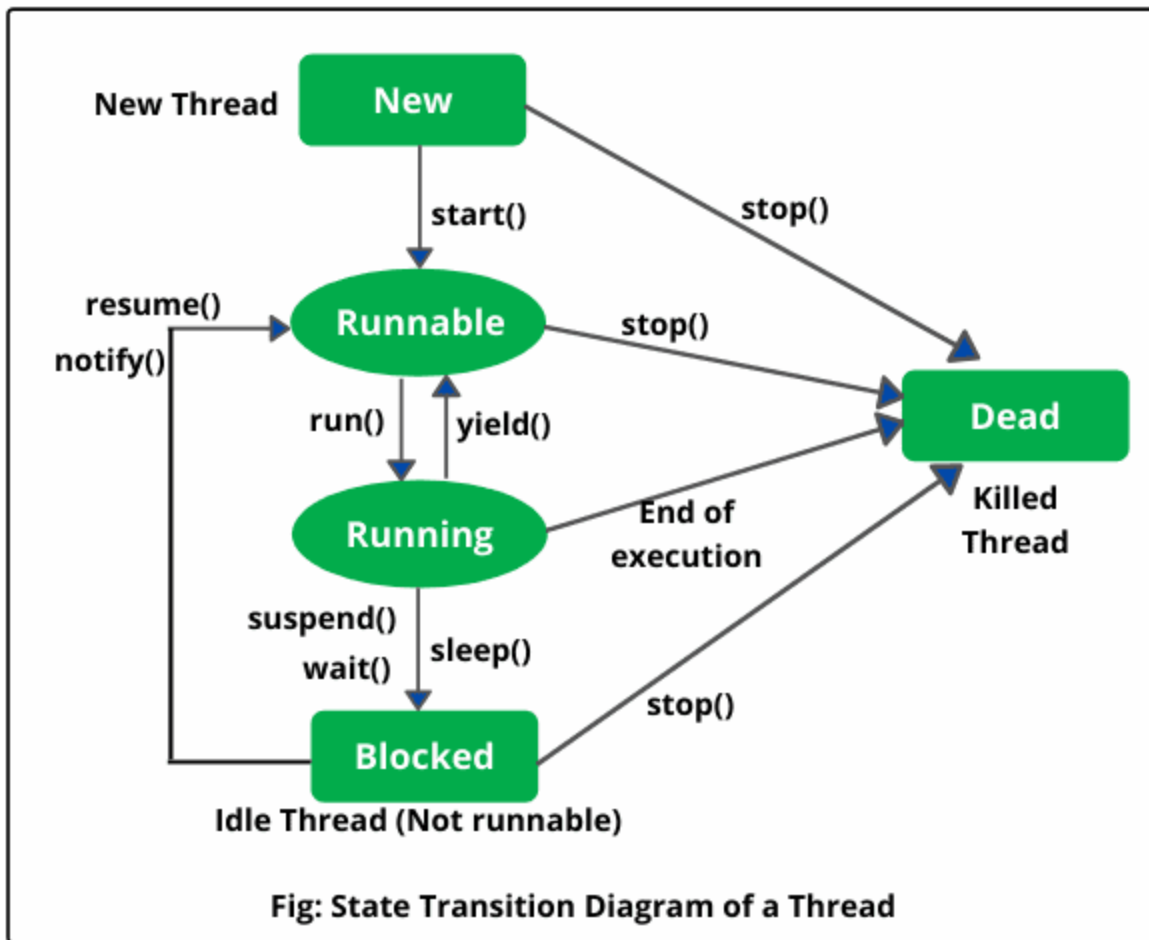 New Thread
New
start()
stop()
resume()
notify()
Runnable
stop()
run()
yield()
Dead
Killed
Thread
Running
End of
execution
suspend()
wait()
sleep()
stop()
Blocked
Idle Thread (Not runnable)
Fig: State Transition Diagram of a Thread